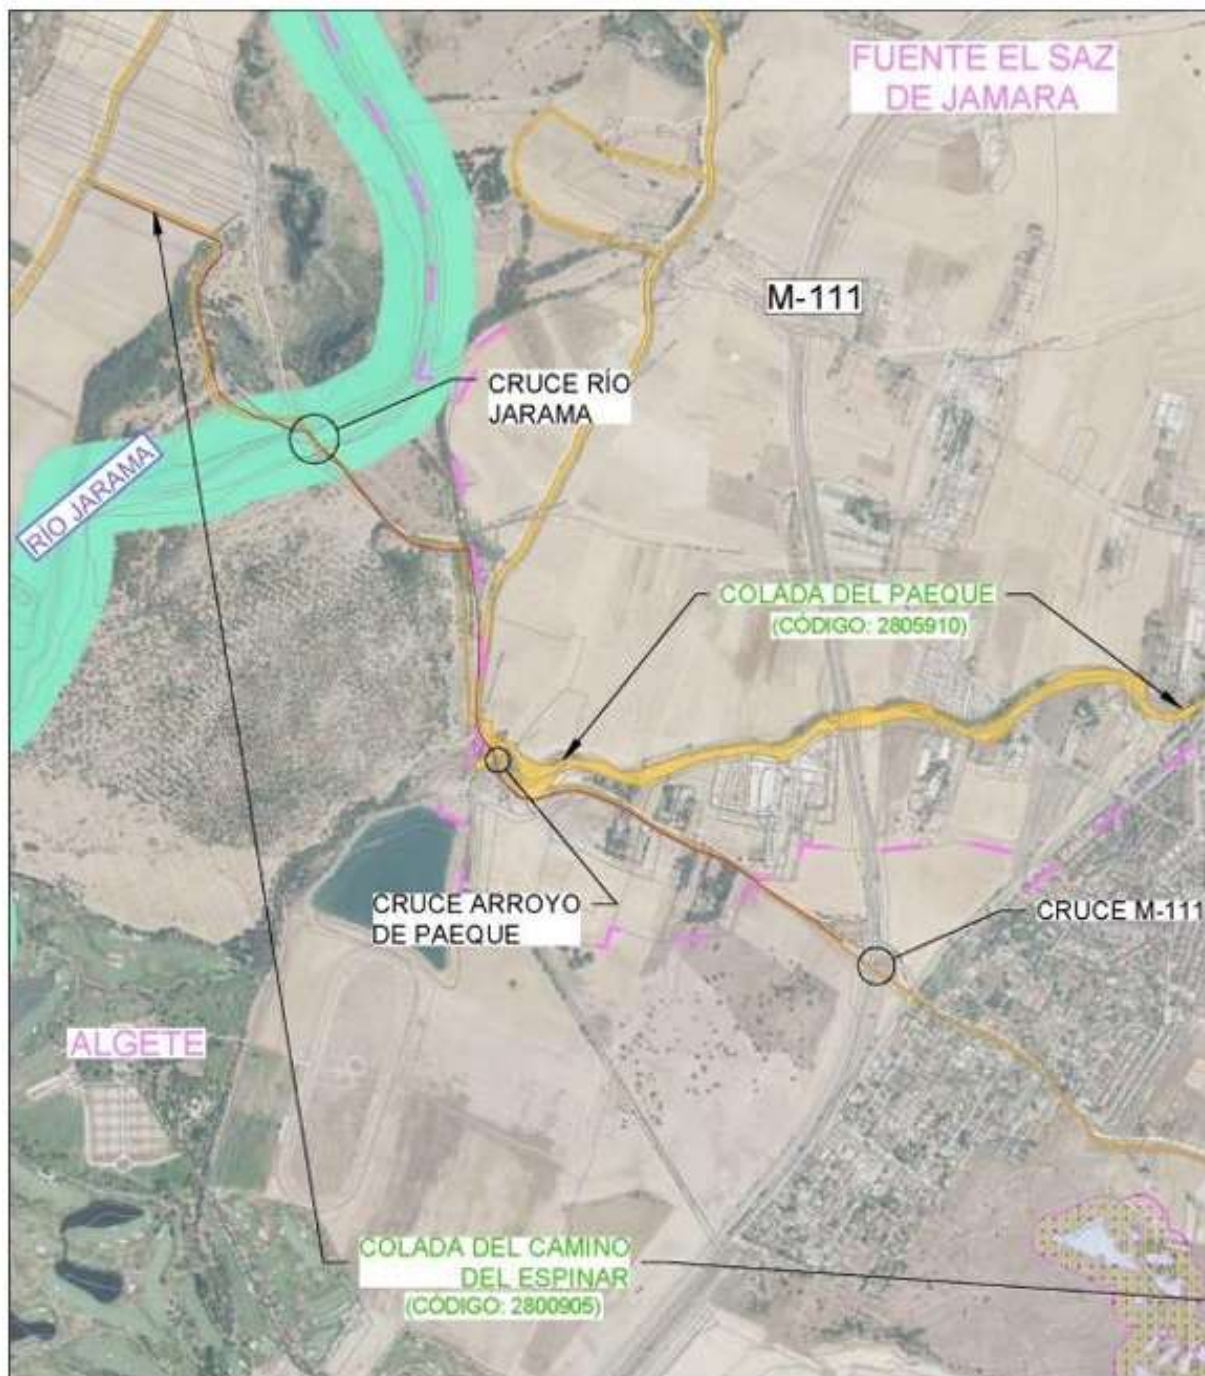 FUENTE EL SAZ
DE JAMARA
M-111
CRUCE RÍO
JARAMA
RÍO JARAMA
COLADA DEL PAEQUE
(CÓDIGO: 2805910)
CRUCE ARROYO
DE PAEQUE
CRUCE M-111
ALGETE
COLADA DEL CAMINO
DEL ESPINAR
(CÓDIGO: 2800905)